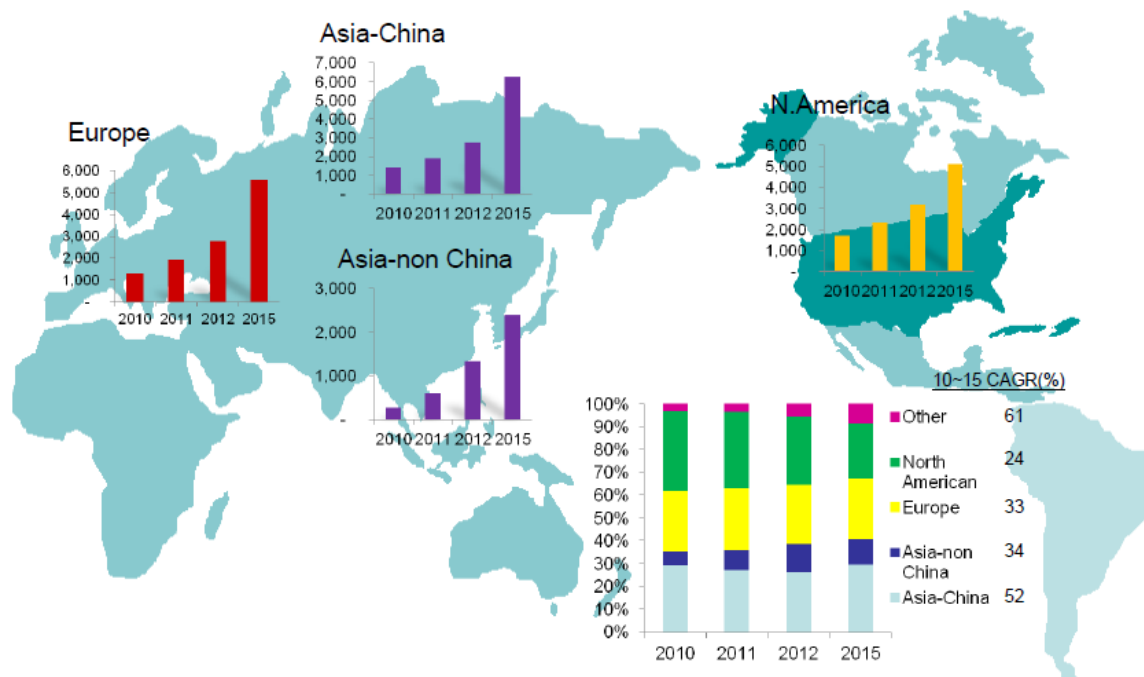 Asia-China
7,000
6,000
5,000
4,000
3,000
2,000
1,000
-
2010 2011 2012 2015
Europe
6,000
5,000
4,000
3,000
2,000
1,000
-
2010 2011 2012 2015
Asia-non China
3,000
2,000
1,000
-
2010 2011 2012 2015
N.America
6,000
5,000
4,000
3,000
2,000
1,000
-
2010 2011 2012 2015
10~15 CAGR(%)
100%
90%
80%
70%
60%
50%
40%
30%
20%
10%
0%
2010 2011 2012 2015
Other 61
North 24
American
Europe 33
Asia-non 34
China
Asia-China 52